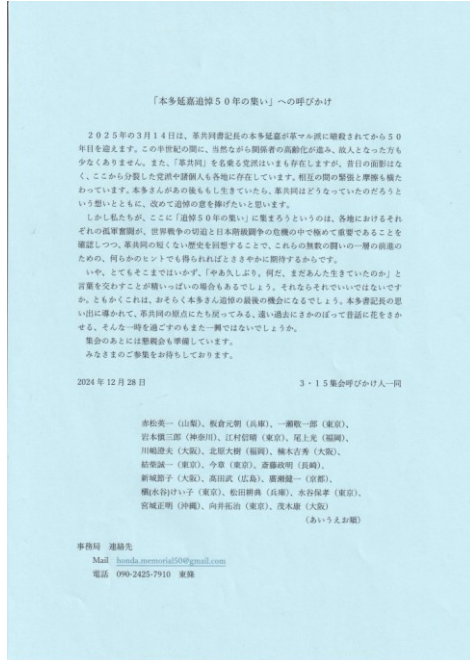 「本多延嘉追悼５０年の集い」への呼びかけ
２０２５年の３月１４日は、革共同書記長の本多延嘉が革マル派に暗殺されてから５０
年目を迎えます。この半世紀の間に、当然ながら関係者の高齢化が進み、故人となった方も
少なくありません。また、「革共同」を名乗る党派はいまも存在しますが、昔日の面影はな
く、ここから分裂した党派や諸個人も各地に存在しています。相互の間の緊張と摩擦も横た
わっています。本多さんがあの後ももし生きていたら、革共同はどうなっていたのだろうと
いう想いとともに、改めて追悼の意を捧げたいと思います。
しかし私たちが、ここに「追悼50年の集い」に集まろうというのは、各地におけるそれ
ぞれの孤軍奮闘が、世界戦争の切迫と日本階級闘争の危機の中で極めて重要であることを
確認しつつ、革共同の短くない歴史を回想することで、これらの無数の闘いの一層の前進の
ための、何らかのヒントでも得られればとささやかに期待するからです。
いや、とてもそこまではいかず、「やあ久しぶり、何だ、まだあんた生きていたのか」と
言葉を交わすことが精いっぱいの場合もあるでしょう。それならそれでいいではないです
か。ともかくこれは、おそらく本多さん追悼の最後の機会になるでしょう。本多書記長の思
い出に導かれて、革共同の原点にたち戻ってみる、遠い過去にさかのぼって昔話に花をさか
せる、そんな一時を過ごすのもまた一興ではないでしょうか。
集会のあとには懇親会も準備しています。
みなさまのご参集をお待ちしております。
2024年12月28日
３・１５集会呼びかけ人一同
赤松英一（山梨）、板倉元朝（兵庫）、一瀬敬一郎（東京）、
岩本愼三郎（神奈川）、江村信晴（東京）、尾上光（福岡）、
川嶋澄夫（大阪）、北原大樹（福岡）、楠木吉秀（大阪）、
結柴誠一（東京）、今章（東京）、斎藤政明（長崎）、
新城節子（大阪）、高田武（広島）、廣瀬健一（京都）、
横(水谷)けい子（東京）、松田耕典（兵庫）、水谷保孝（東京）、
宮城正明（沖縄）、向井拓治（東京）、茂木康（大阪）
（あいうえお順）
事務局 連絡先
Mail honda.memorial50@gmail.com
電話 090-2425-7910 東條